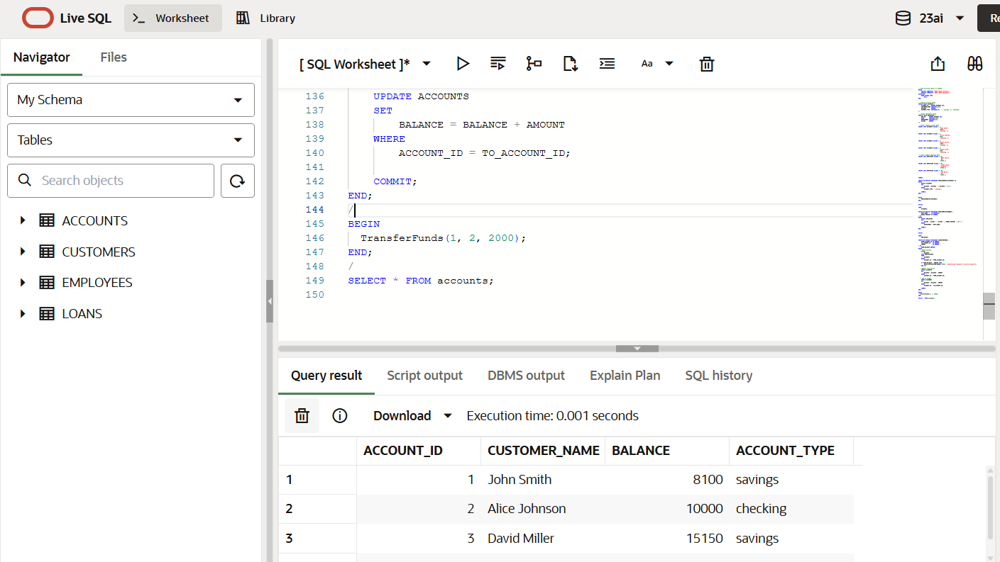 Live SQL
Worksheet
Library
23ai
Re
Navigator
Files
My Schema
Tables
Search objects
ACCOUNTS
CUSTOMERS
EMPLOYEES
LOANS
[ SQL Worksheet ]*
Aa
136 UPDATE ACCOUNTS
137 SET
138 BALANCE = BALANCE + AMOUNT
139 WHERE
140 ACCOUNT_ID = TO_ACCOUNT_ID;
141
142 COMMIT;
143 END;
144 /
145 BEGIN
146 TransferFunds(1, 2, 2000);
147 END;
148 /
149 SELECT * FROM accounts;
150
Query result
Script output
DBMS output
Explain Plan
SQL history
Download
Execution time: 0.001 seconds
ACCOUNT_ID CUSTOMER_NAME BALANCE ACCOUNT_TYPE
1 1 John Smith 8100 savings
2 2 Alice Johnson 10000 checking
3 3 David Miller 15150 savings